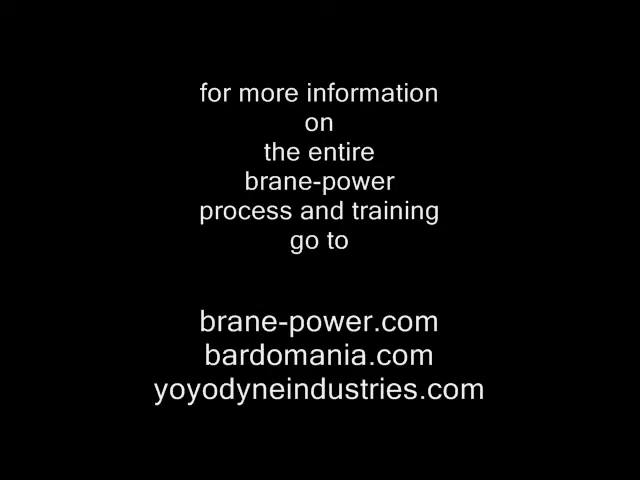 for more information
on
the entire
brane-power
process and training
go to
brane-power.com
bardomania.com
yoyodyneindustries.com